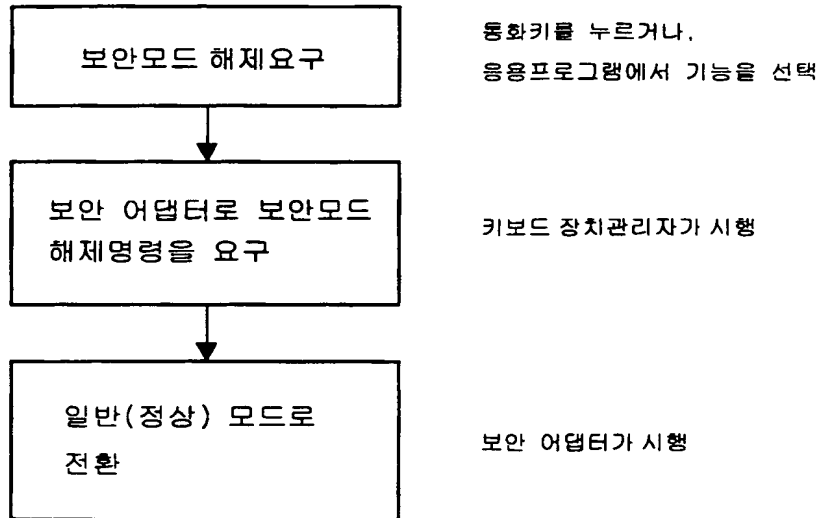 보안모드 해제요구
통화키를 누르거나,
응용프로그램에서 기능을 선택
보안 어댑터로 보안모드
해제명령을 요구
키보드 장치관리자가 시행
일반(정상) 모드로
전환
보안 어댑터가 시행